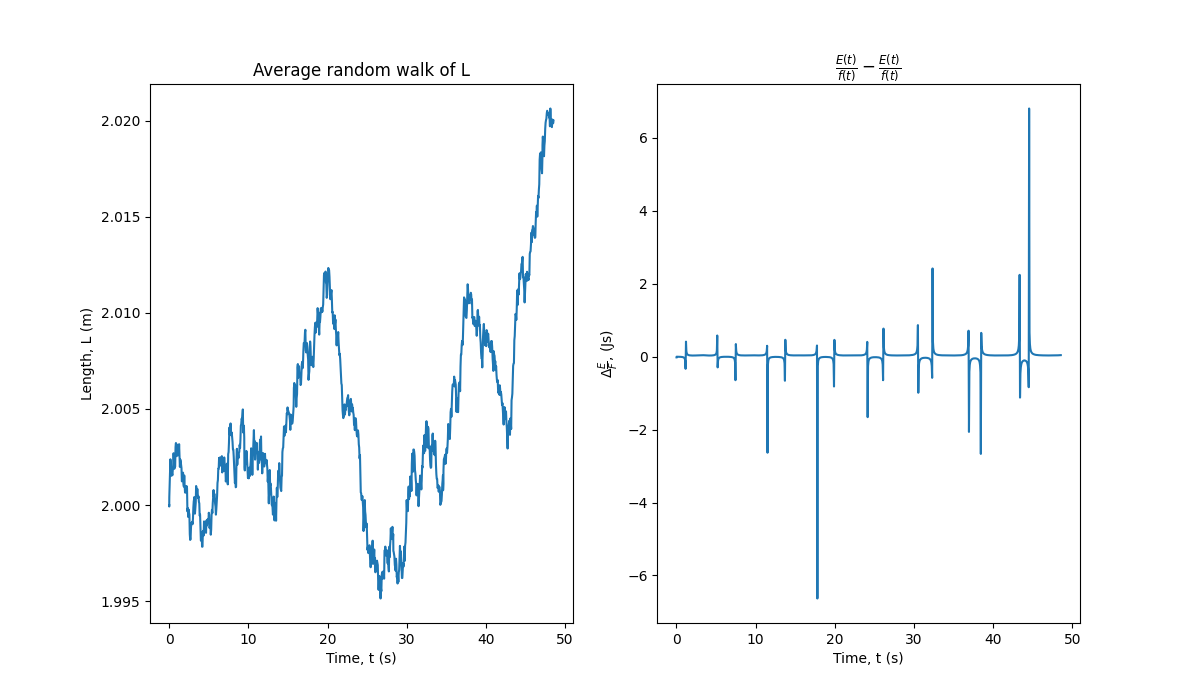 Average random walk of L
2.020
2.015
2.010
2.005
2.000
1.995
Length, L (m)
0 10 20 30 40 50
Time, t (s)
E(t)/f(t) − E(t)/f(t)
6
4
2
0
−2
−4
−6
Δ E/F, (Js)
0 10 20 30 40 50
Time, t (s)